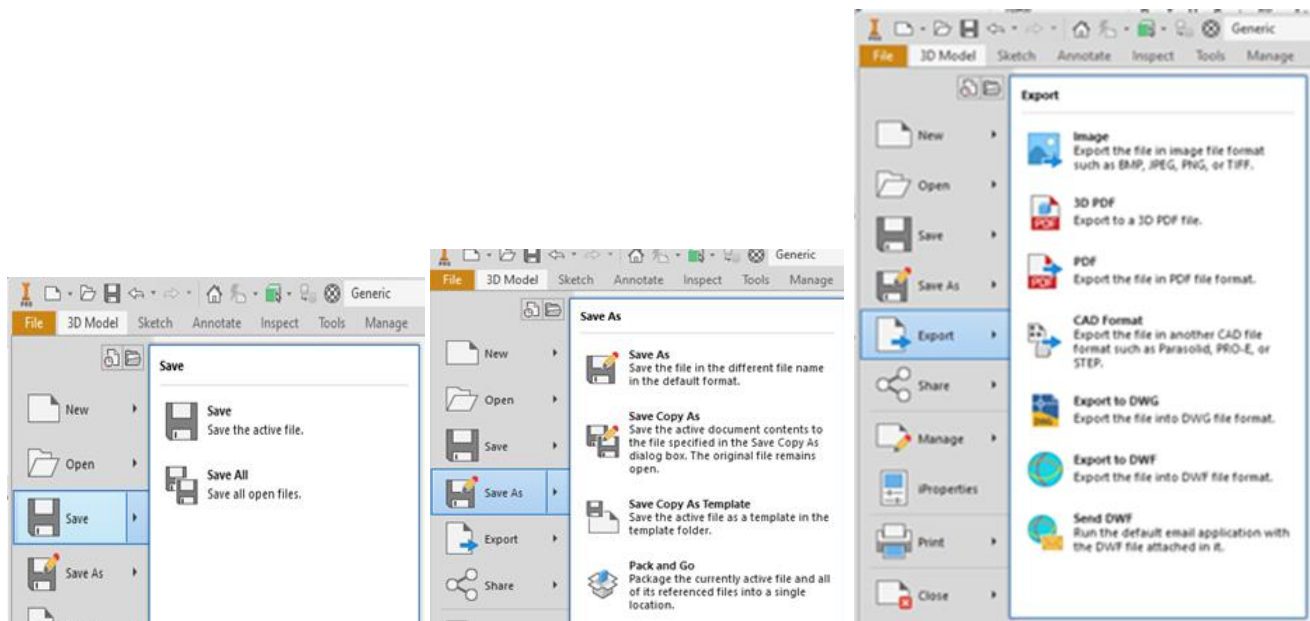 Generic
File 3D Model Sketch Annotate Inspect Tools Manage
Save
New
Open
Save
Save As
Save
Save the active file.
Save All
Save all open files.
Generic
File 3D Model Sketch Annotate Inspect Tools Manage
Save As
New
Open
Save
Save As
Export
Share
Save As
Save the file in the different file name
in the default format.
Save Copy As
Save the active document contents to
the file specified in the Save Copy As
dialog box. The original file remains
open.
Save Copy As Template
Save the active file as a template in the
template folder.
Pack and Go
Package the currently active file and all
of its referenced files into a single
location.
Generic
File 3D Model Sketch Annotate Inspect Tools Manage
Export
New
Open
Save
Save As
Export
Share
Manage
iProperties
Print
Close
Image
Export the file in image file format
such as BMP, JPEG, PNG, or TIFF.
3D PDF
Export to a 3D PDF file.
PDF
Export the file in PDF file format.
CAD Format
Export the file in another CAD file
format such as Parasolid, PRO-E, or
STEP.
Export to DWG
Export the file into DWG file format.
Export to DWF
Export the file into DWF file format.
Send DWF
Run the default email application with
the DWF file attached in it.